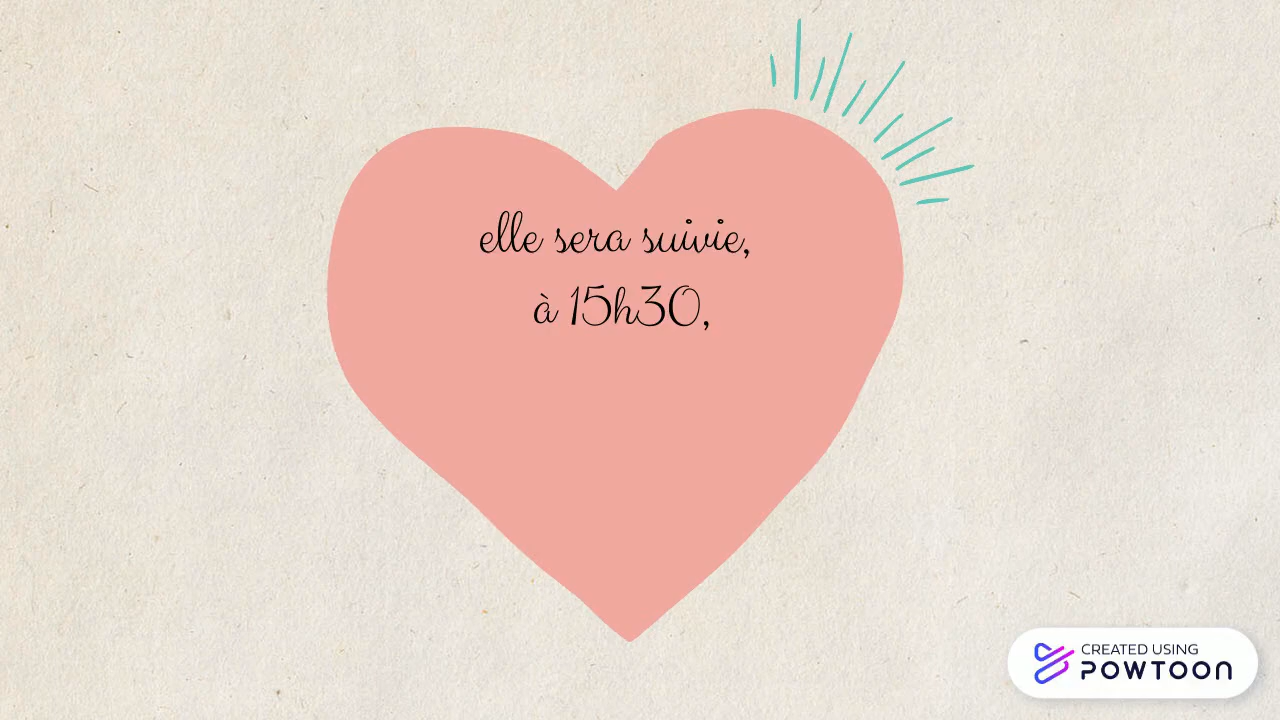 elle sera suivie,
à 15h30,
CREATED USING
POWTOON